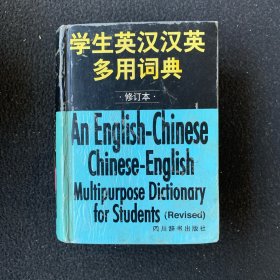 学生英汉汉英
多用词典
·修订本·
An English-Chinese
Chinese-English
Multipurpose Dictionary
for Students (Revised)
四川辞书出版社